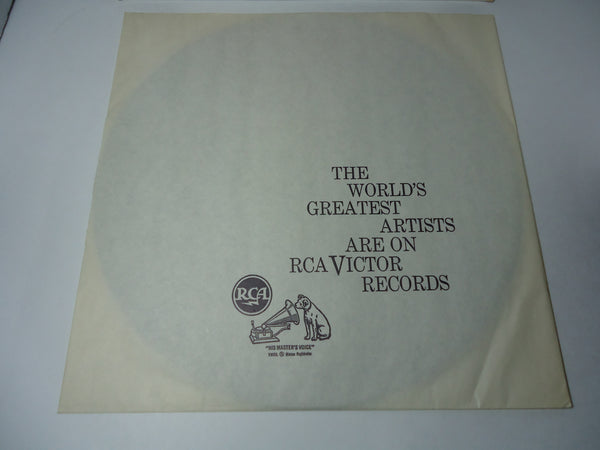 THE
WORLD'S
GREATEST
ARTISTS
ARE ON
RCA VICTOR
RECORDS
RCA
"HIS MASTER'S VOICE"